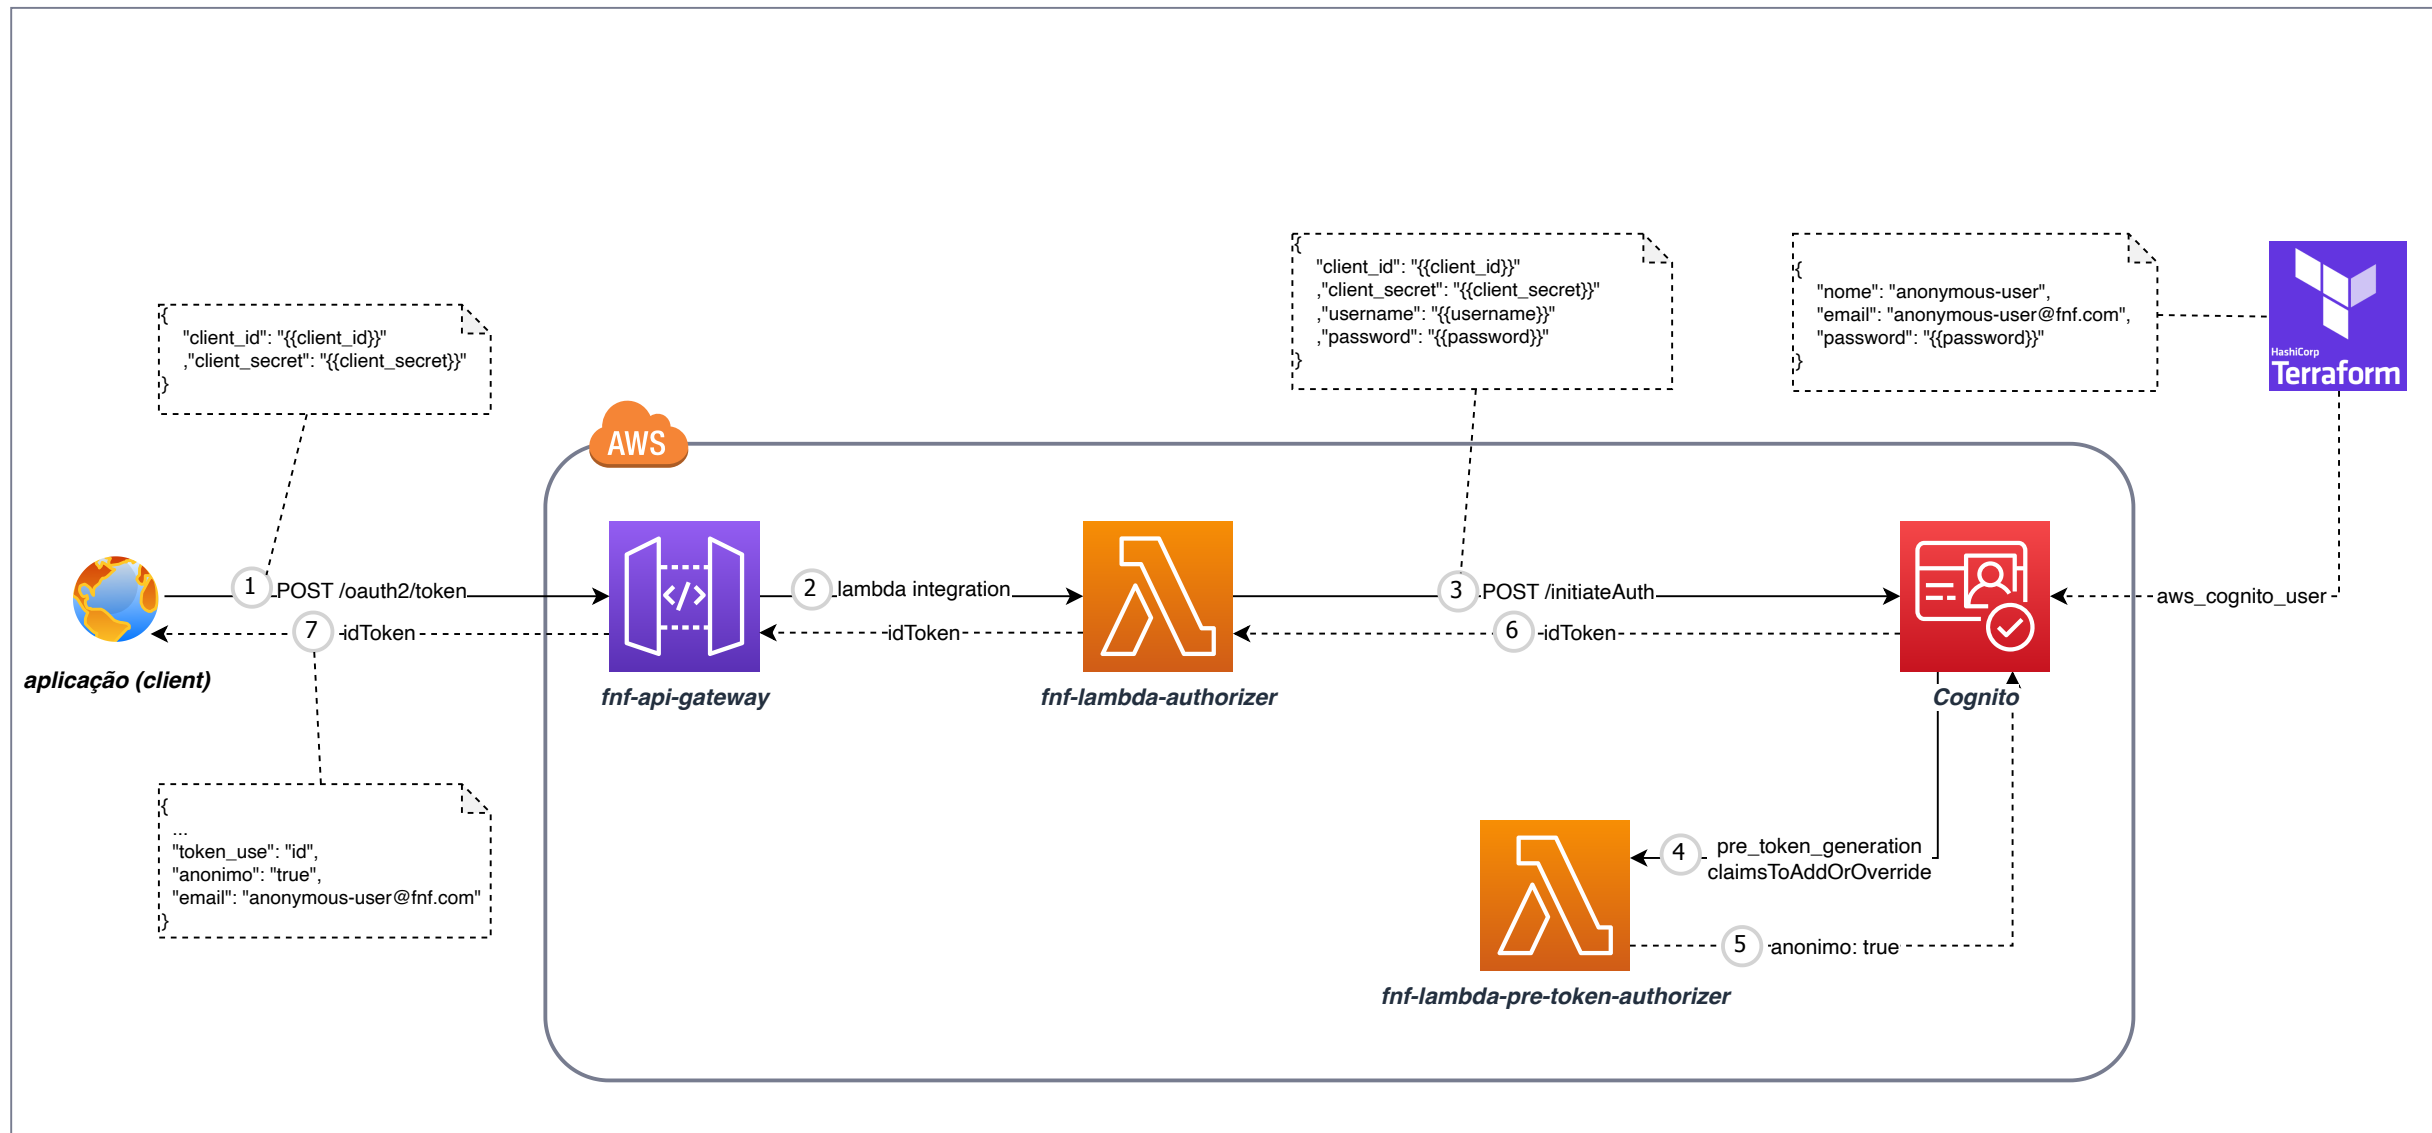 {
"client_id": "{{client_id}}"
,"client_secret": "{{client_secret}}"
,"username": "{{username}}"
,"password": "{{password}}"
}
{
"nome": "anonymous-user",
"email": "anonymous-user@fnf.com",
"password": "{{password}}"
}
HashiCorp
Terraform
{
"client_id": "{{client_id}}"
,"client_secret": "{{client_secret}}"
}
AWS
1 POST /oauth2/token
2 lambda integration
3 POST /initiateAuth
aws_cognito_user
7 idToken
idToken
6 idToken
aplicação (client)
fnf-api-gateway
fnf-lambda-authorizer
Cognito
{
...
"token_use": "id",
"anonimo": "true",
"email": "anonymous-user@fnf.com"
}
4 pre_token_generation
claimsToAddOrOverride
5 anonimo: true
fnf-lambda-pre-token-authorizer